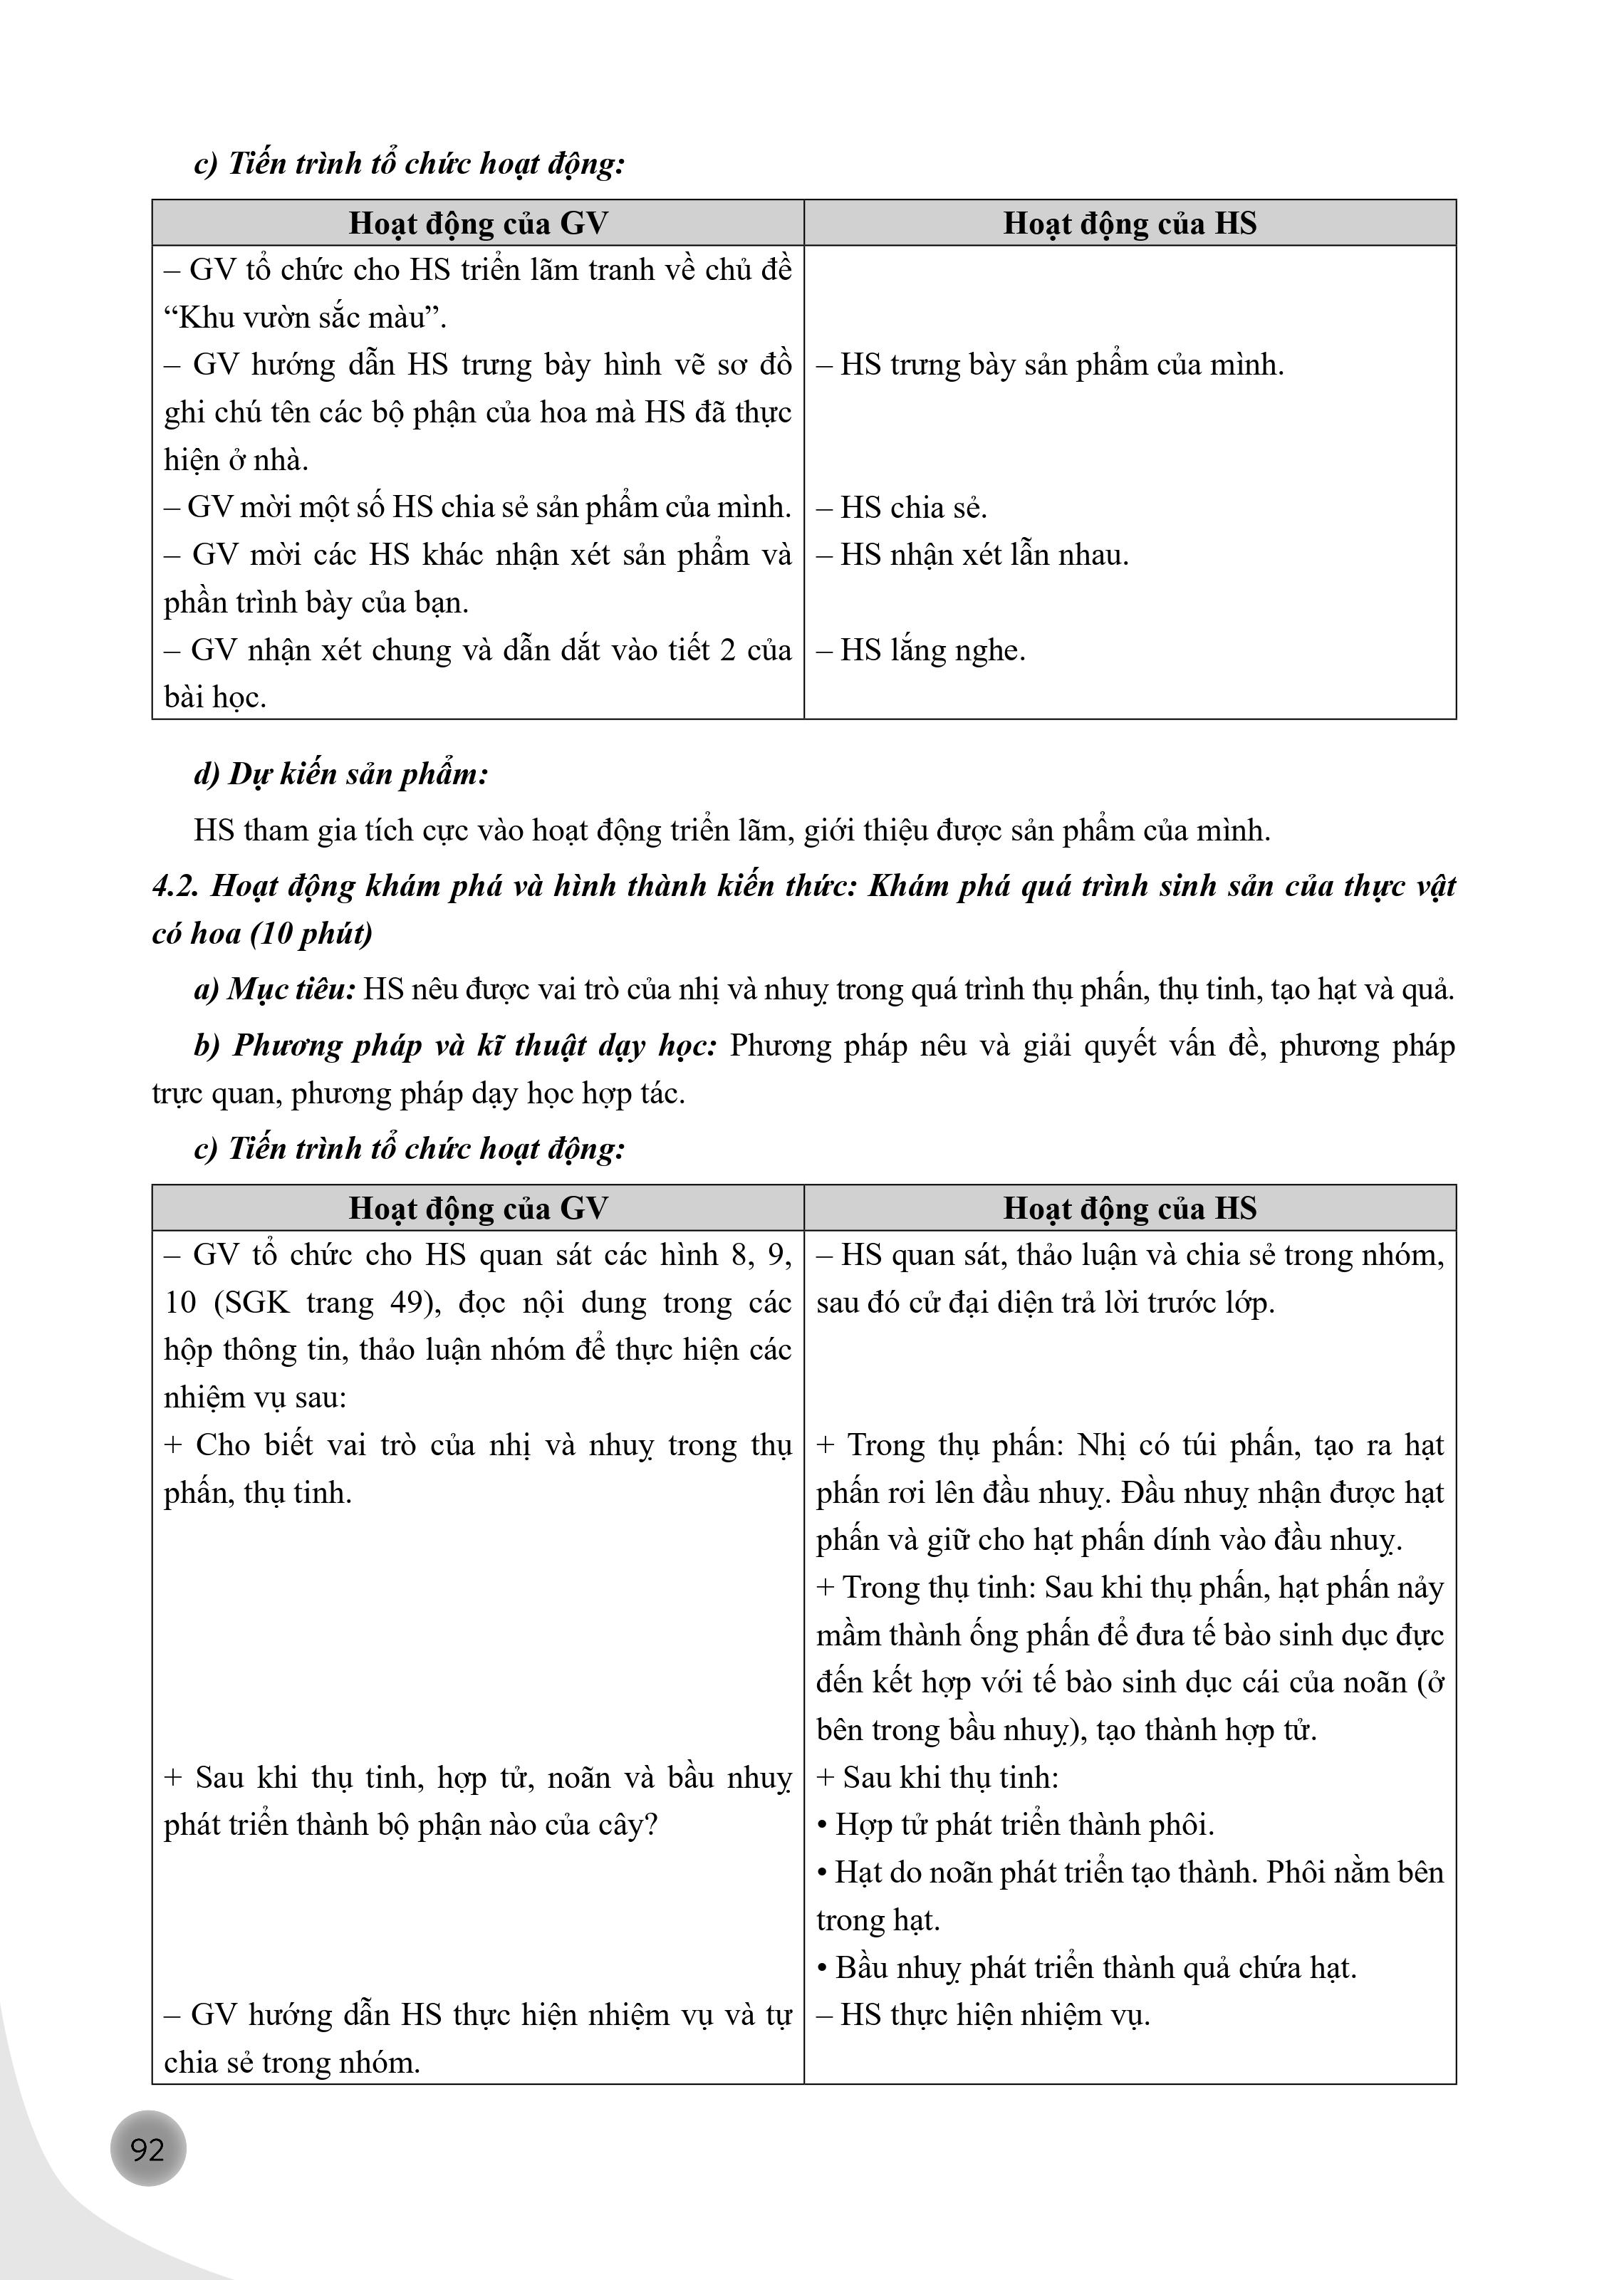 c) Tiến trình tổ chức hoạt động:
Hoạt động của GV
Hoạt động của HS
– GV tổ chức cho HS triển lãm tranh về chủ đề
“Khu vườn sắc màu”.
– GV hướng dẫn HS trưng bày hình vẽ sơ đồ
ghi chú tên các bộ phận của hoa mà HS đã thực
hiện ở nhà.
– GV mời một số HS chia sẻ sản phẩm của mình.
– GV mời các HS khác nhận xét sản phẩm và
phần trình bày của bạn.
– GV nhận xét chung và dẫn dắt vào tiết 2 của
bài học.
– HS trưng bày sản phẩm của mình.
– HS chia sẻ.
– HS nhận xét lẫn nhau.
– HS lắng nghe.
d) Dự kiến sản phẩm:
HS tham gia tích cực vào hoạt động triển lãm, giới thiệu được sản phẩm của mình.
4.2. Hoạt động khám phá và hình thành kiến thức: Khám phá quá trình sinh sản của thực vật
có hoa (10 phút)
a) Mục tiêu: HS nêu được vai trò của nhị và nhuỵ trong quá trình thụ phấn, thụ tinh, tạo hạt và quả.
b) Phương pháp và kĩ thuật dạy học: Phương pháp nêu và giải quyết vấn đề, phương pháp
trực quan, phương pháp dạy học hợp tác.
c) Tiến trình tổ chức hoạt động:
Hoạt động của GV
Hoạt động của HS
– GV tổ chức cho HS quan sát các hình 8, 9,
10 (SGK trang 49), đọc nội dung trong các
hộp thông tin, thảo luận nhóm để thực hiện các
nhiệm vụ sau:
+ Cho biết vai trò của nhị và nhuỵ trong thụ
phấn, thụ tinh.
+ Sau khi thụ tinh, hợp tử, noãn và bầu nhuỵ
phát triển thành bộ phận nào của cây?
– GV hướng dẫn HS thực hiện nhiệm vụ và tự
chia sẻ trong nhóm.
– HS quan sát, thảo luận và chia sẻ trong nhóm,
sau đó cử đại diện trả lời trước lớp.
+ Trong thụ phấn: Nhị có túi phấn, tạo ra hạt
phấn rơi lên đầu nhuỵ. Đầu nhuỵ nhận được hạt
phấn và giữ cho hạt phấn dính vào đầu nhuỵ.
+ Trong thụ tinh: Sau khi thụ phấn, hạt phấn nảy
mầm thành ống phấn để đưa tế bào sinh dục đực
đến kết hợp với tế bào sinh dục cái của noãn (ở
bên trong bầu nhuỵ), tạo thành hợp tử.
+ Sau khi thụ tinh:
• Hợp tử phát triển thành phôi.
• Hạt do noãn phát triển tạo thành. Phôi nằm bên
trong hạt.
• Bầu nhuỵ phát triển thành quả chứa hạt.
– HS thực hiện nhiệm vụ.
92